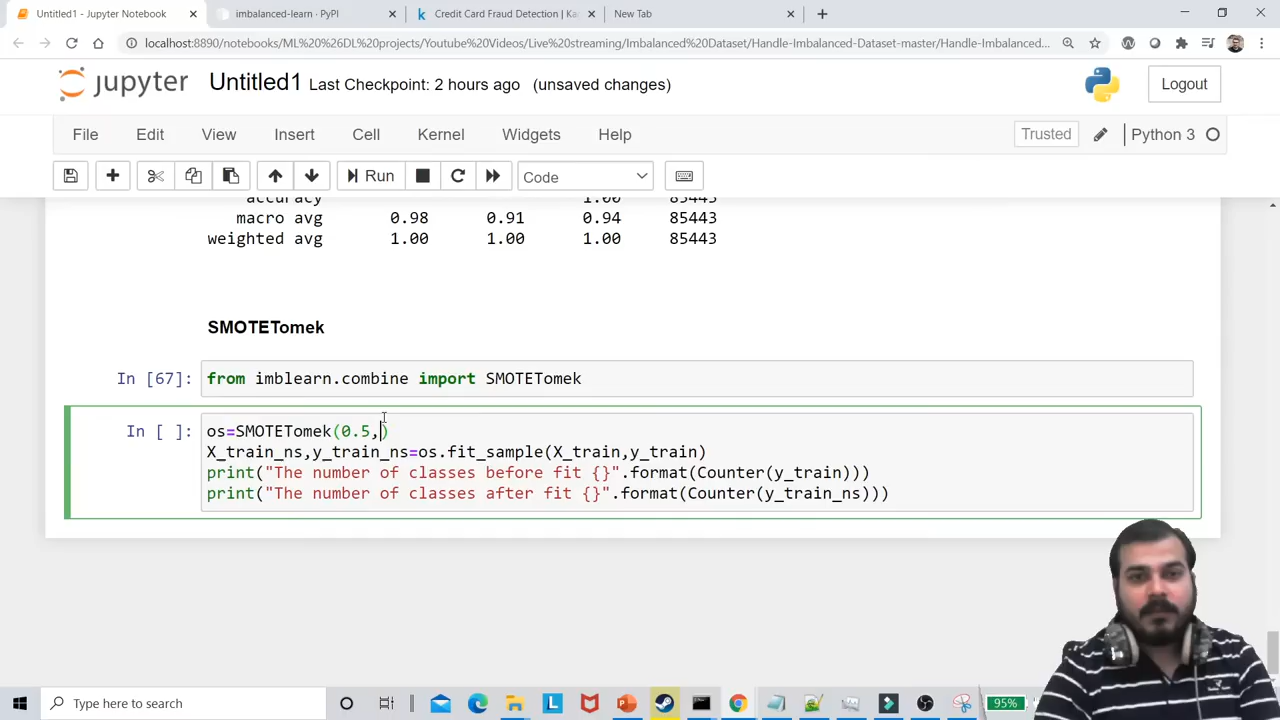 Untitled1 - Jupyter Notebook
imbalanced-learn · PyPI
Credit Card Fraud Detection | Ka
New Tab
localhost:8890/notebooks/ML%20%26DL%20projects/Youtube%20Videos/Live%20streaming/Imbalanced%20Dataset/Handle-Imbalanced-Dataset-master/Handle-Imbalanced...
jupyter Untitled1 Last Checkpoint: 2 hours ago (unsaved changes) Logout
File Edit View Insert Cell Kernel Widgets Help Trusted Python 3
Run Code
accuracy 1.00 85443
macro avg 0.98 0.91 0.94 85443
weighted avg 1.00 1.00 1.00 85443
SMOTETomek
In [67]: from imblearn.combine import SMOTETomek
In [ ]: os=SMOTETomek(0.5,)
X_train_ns,y_train_ns=os.fit_sample(X_train,y_train)
print("The number of classes before fit {}".format(Counter(y_train)))
print("The number of classes after fit {}".format(Counter(y_train_ns)))
Type here to search
95%